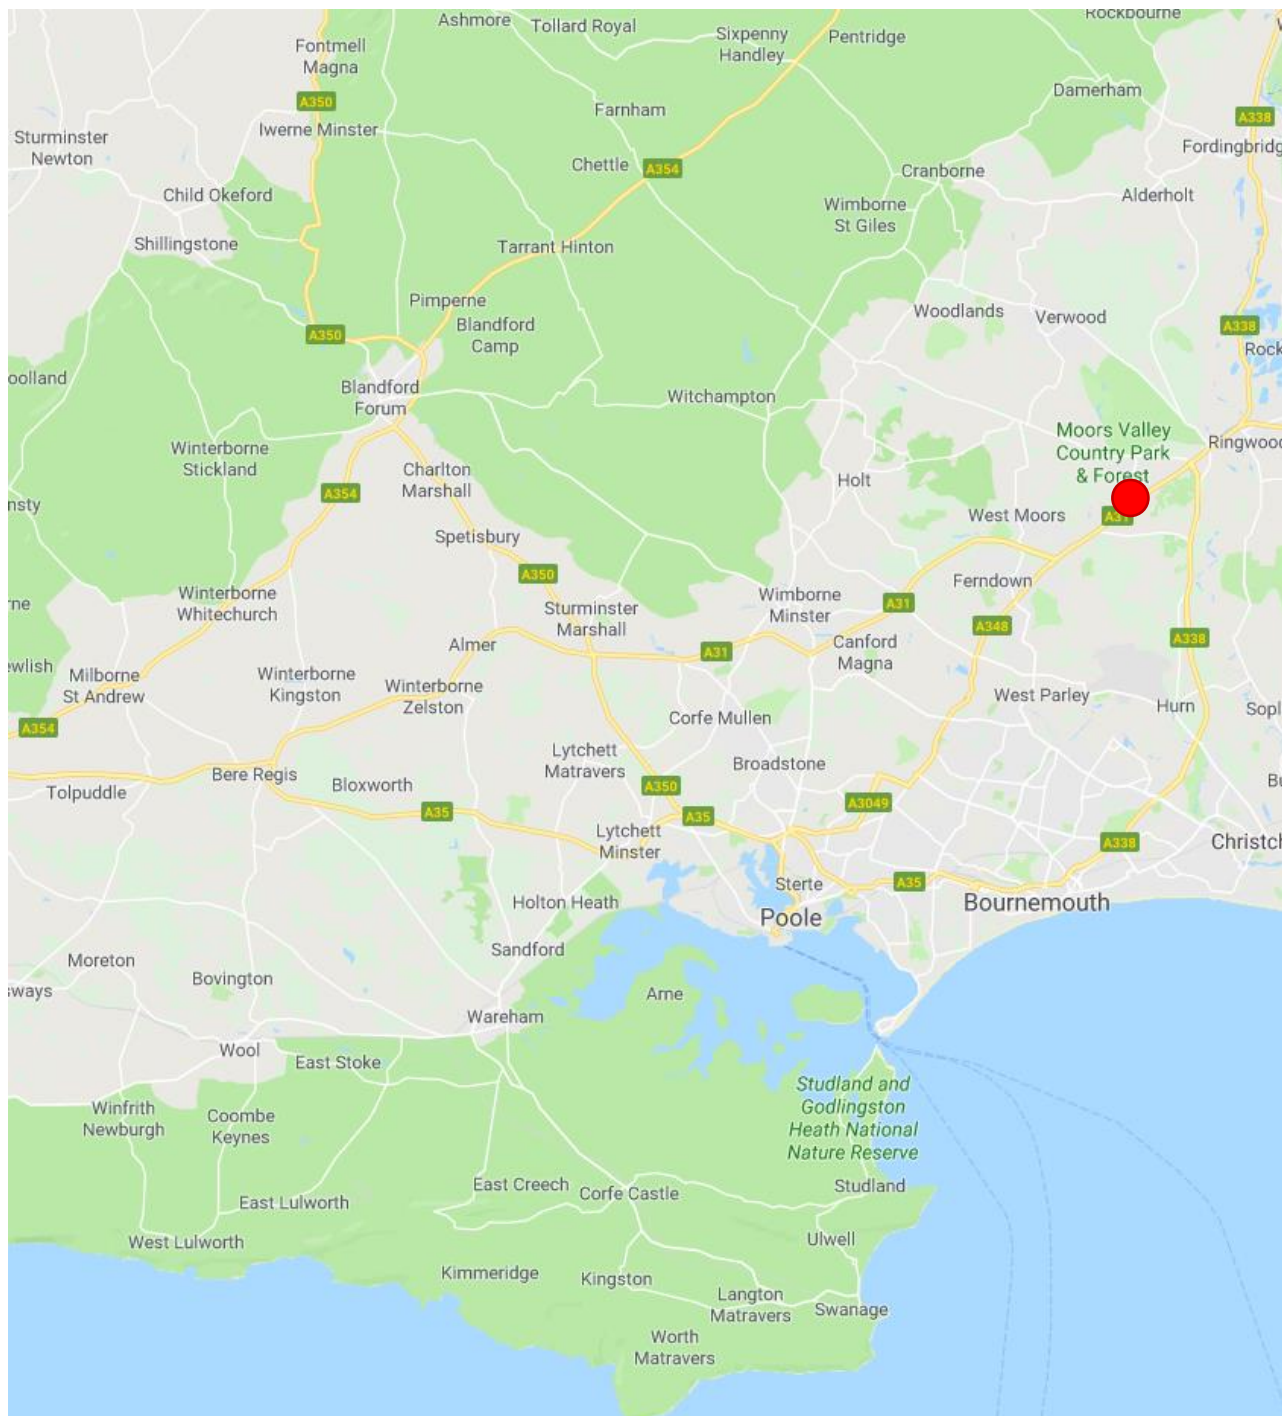 Ashmore
Tollard Royal
Sixpenny
Handley
Pentridge
Rockbourne
Fontmell
Magna
A350
Farnham
Damerham
A338
Iwerne Minster
Sturminster
Newton
Fordingbridg
Chettle
A354
Cranborne
Child Okeford
Alderholt
Wimborne
St Giles
Shillingstone
Tarrant Hinton
Pimperne
Woodlands
Verwood
Blandford
Camp
A350
A338
Rock
oolland
Blandford
Forum
Witchampton
Moors Valley
Country Park
& Forest
Ringwood
Winterborne
Stickland
Charlton
Marshall
Holt
A354
nsty
West Moors
A31
Spetisbury
A350
Ferndown
Winterborne
Whitechurch
rne
Wimborne
Minster
A31
Sturminster
Marshall
A348
A338
Almer
A31
Canford
Magna
ewlish
Milborne
St Andrew
Winterborne
Kingston
Winterborne
Zelston
West Parley
Hurn
Sopl
Corfe Mullen
A354
Lytchett
Matravers
Broadstone
Bere Regis
Bloxworth
A350
Bu
Tolpuddle
A35
A35
A3049
Lytchett
Minster
A338
Christch
Sterte
A35
Holton Heath
Poole
Bournemouth
Sandford
Moreton
Bovington
sways
Arne
Wareham
Wool
East Stoke
Studland and
Godlingston
Heath National
Nature Reserve
Winfrith
Newburgh
Coombe
Keynes
East Creech
Corfe Castle
Studland
East Lulworth
West Lulworth
Ulwell
Kimmeridge
Kingston
Langton
Matravers
Swanage
Worth
Matravers